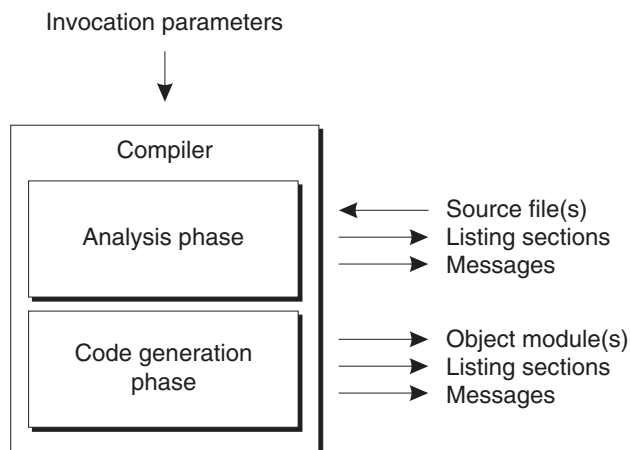 Invocation parameters
Compiler
Analysis phase
Source file(s)
Listing sections
Messages
Code generation
phase
Object module(s)
Listing sections
Messages